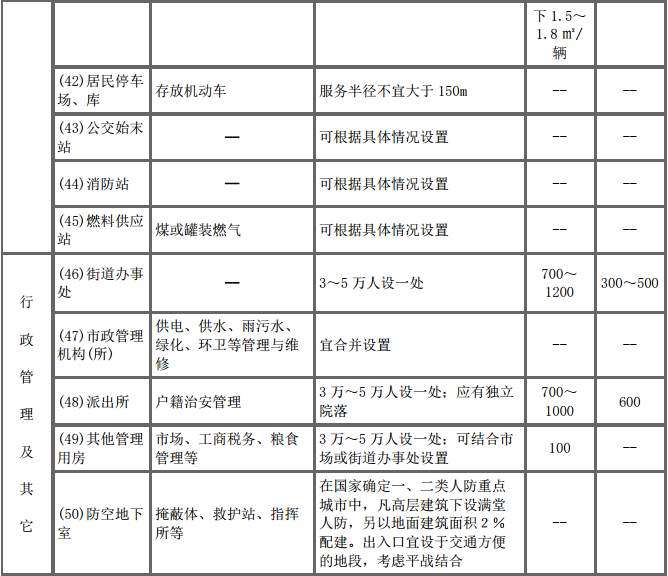 下 1.5～
1.8 ㎡/
辆
(42)居民停车
场、库
存放机动车
服务半径不宜大于 150m
--
--
(43)公交始末
站
—
可根据具体情况设置
--
--
(44)消防站
—
可根据具体情况设置
--
--
(45)燃料供应
站
煤或罐装燃气
可根据具体情况设置
--
--
行
政
管
理
及
其
它
(46)街道办事
处
—
3～5 万人设一处
700～
1200
300～500
(47)市政管理
机构(所)
供电、供水、雨污水、
绿化、环卫等管理与维
修
宜合并设置
--
--
(48)派出所
户籍治安管理
3 万～5 万人设一处；应有独立
院落
700～
1000
600
(49)其他管理
用房
市场、工商税务、粮食
管理等
3 万～5 万人设一处；可结合市
场或街道办事处设置
100
--
(50)防空地下
室
掩蔽体、救护站、指挥
所等
在国家确定一、二类人防重点
城市中，凡高层建筑下设满堂
人防，另以地面建筑面积 2％
配建。出入口宜设于交通方便
的地段，考虑平战结合
--
--